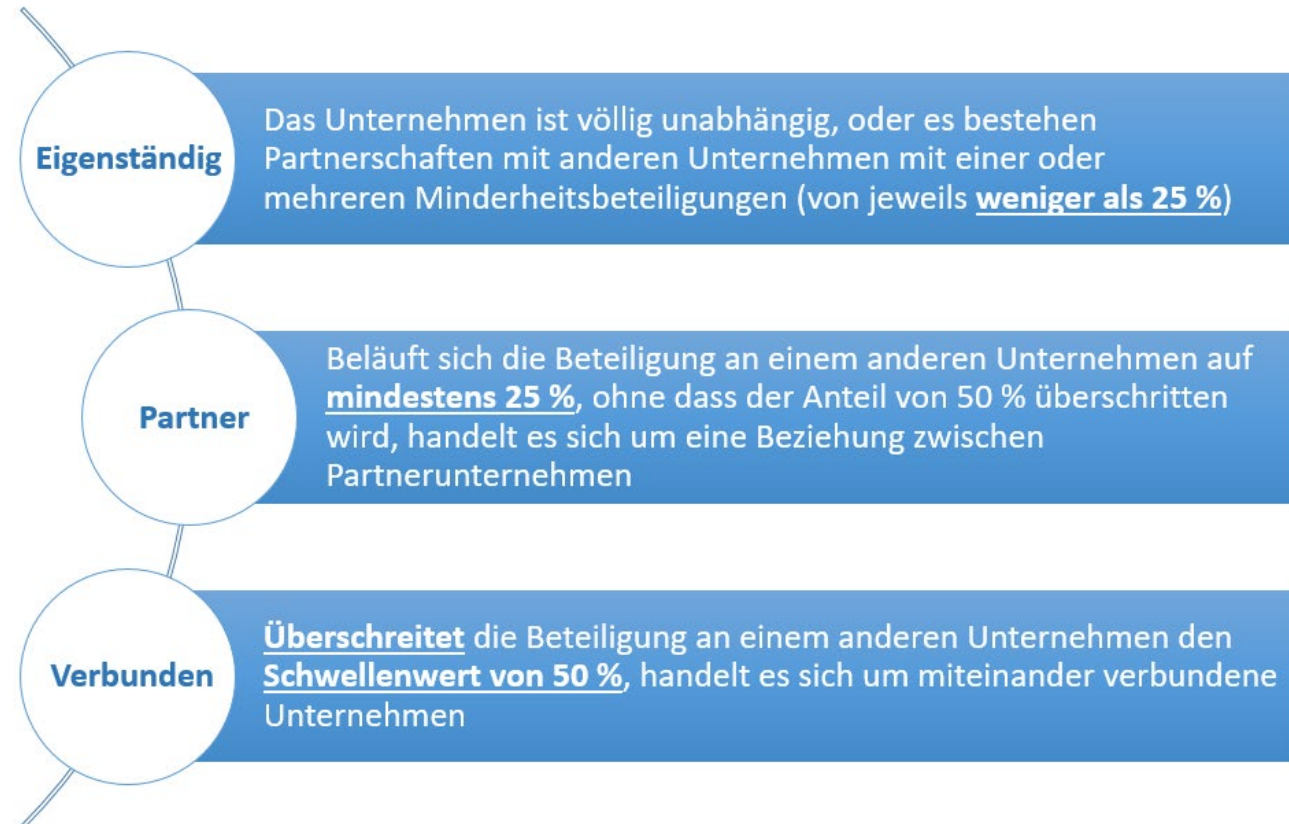 Eigenständig
Das Unternehmen ist völlig unabhängig, oder es bestehen
Partnerschaften mit anderen Unternehmen mit einer oder
mehreren Minderheitsbeteiligungen (von jeweils weniger als 25 %)
Partner
Beläuft sich die Beteiligung an einem anderen Unternehmen auf
mindestens 25 %, ohne dass der Anteil von 50 % überschritten
wird, handelt es sich um eine Beziehung zwischen
Partnerunternehmen
Verbunden
Überschreitet die Beteiligung an einem anderen Unternehmen den
Schwellenwert von 50 %, handelt es sich um miteinander verbundene
Unternehmen